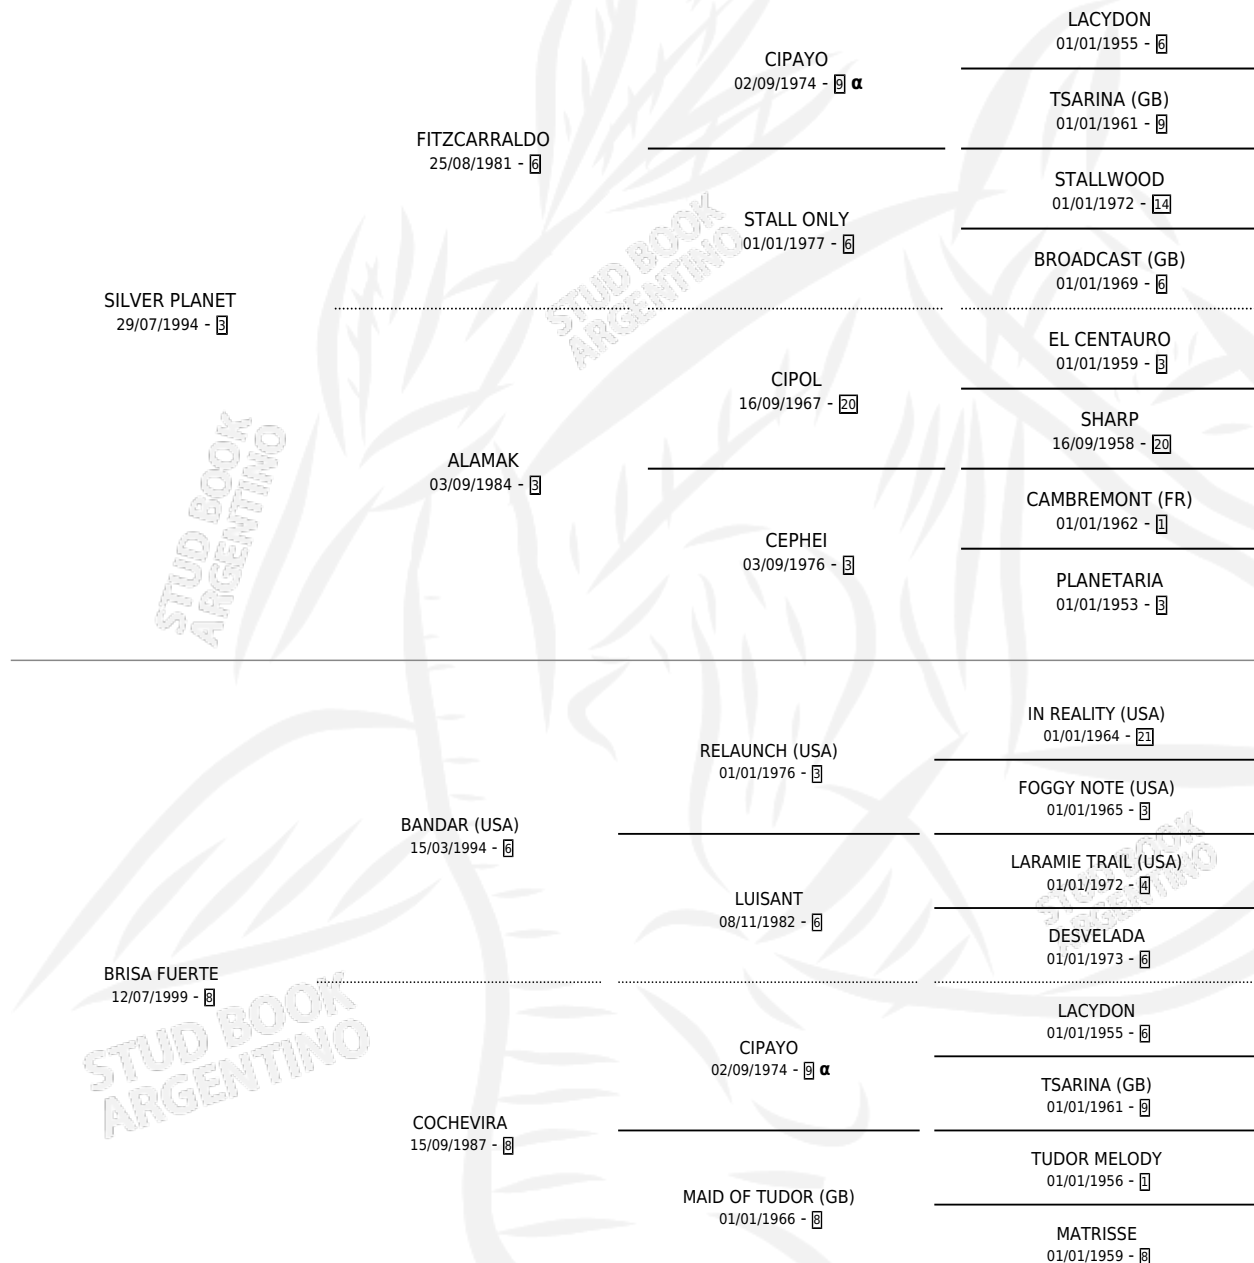 LACYDON
01/01/1955 - 6
CIPAYO
02/09/1974 - 9 α
TSARINA (GB)
01/01/1961 - 9
FITZCARRALDO
25/08/1981 - 6
STALLWOOD
01/01/1972 - 14
STALL ONLY
01/01/1977 - 6
BROADCAST (GB)
01/01/1969 - 6
SILVER PLANET
29/07/1994 - 3
STUD BOOK
ARGENTINO
EL CENTAURO
01/01/1959 - 3
CIPOL
16/09/1967 - 20
SHARP
16/09/1958 - 20
ALAMAK
03/09/1984 - 3
CAMBREMONT (FR)
01/01/1962 - 1
CEPHEI
03/09/1976 - 3
PLANETARIA
01/01/1953 - 3
STUD BOOK
ARGENTINO
IN REALITY (USA)
01/01/1964 - 21
RELAUNCH (USA)
01/01/1976 - 3
FOGGY NOTE (USA)
01/01/1965 - 3
BANDAR (USA)
15/03/1994 - 6
LARAMIE TRAIL (USA)
01/01/1972 - 4
STUD BOOK
ARGENTINO
LUISANT
08/11/1982 - 6
DESVELADA
01/01/1973 - 6
BRISA FUERTE
12/07/1999 - 8
STUD BOOK
ARGENTINO
LACYDON
01/01/1955 - 6
CIPAYO
02/09/1974 - 9 α
TSARINA (GB)
01/01/1961 - 9
COCHEVIRA
15/09/1987 - 8
TUDOR MELODY
01/01/1956 - 1
MAID OF TUDOR (GB)
01/01/1966 - 8
MATRISSE
01/01/1959 - 8